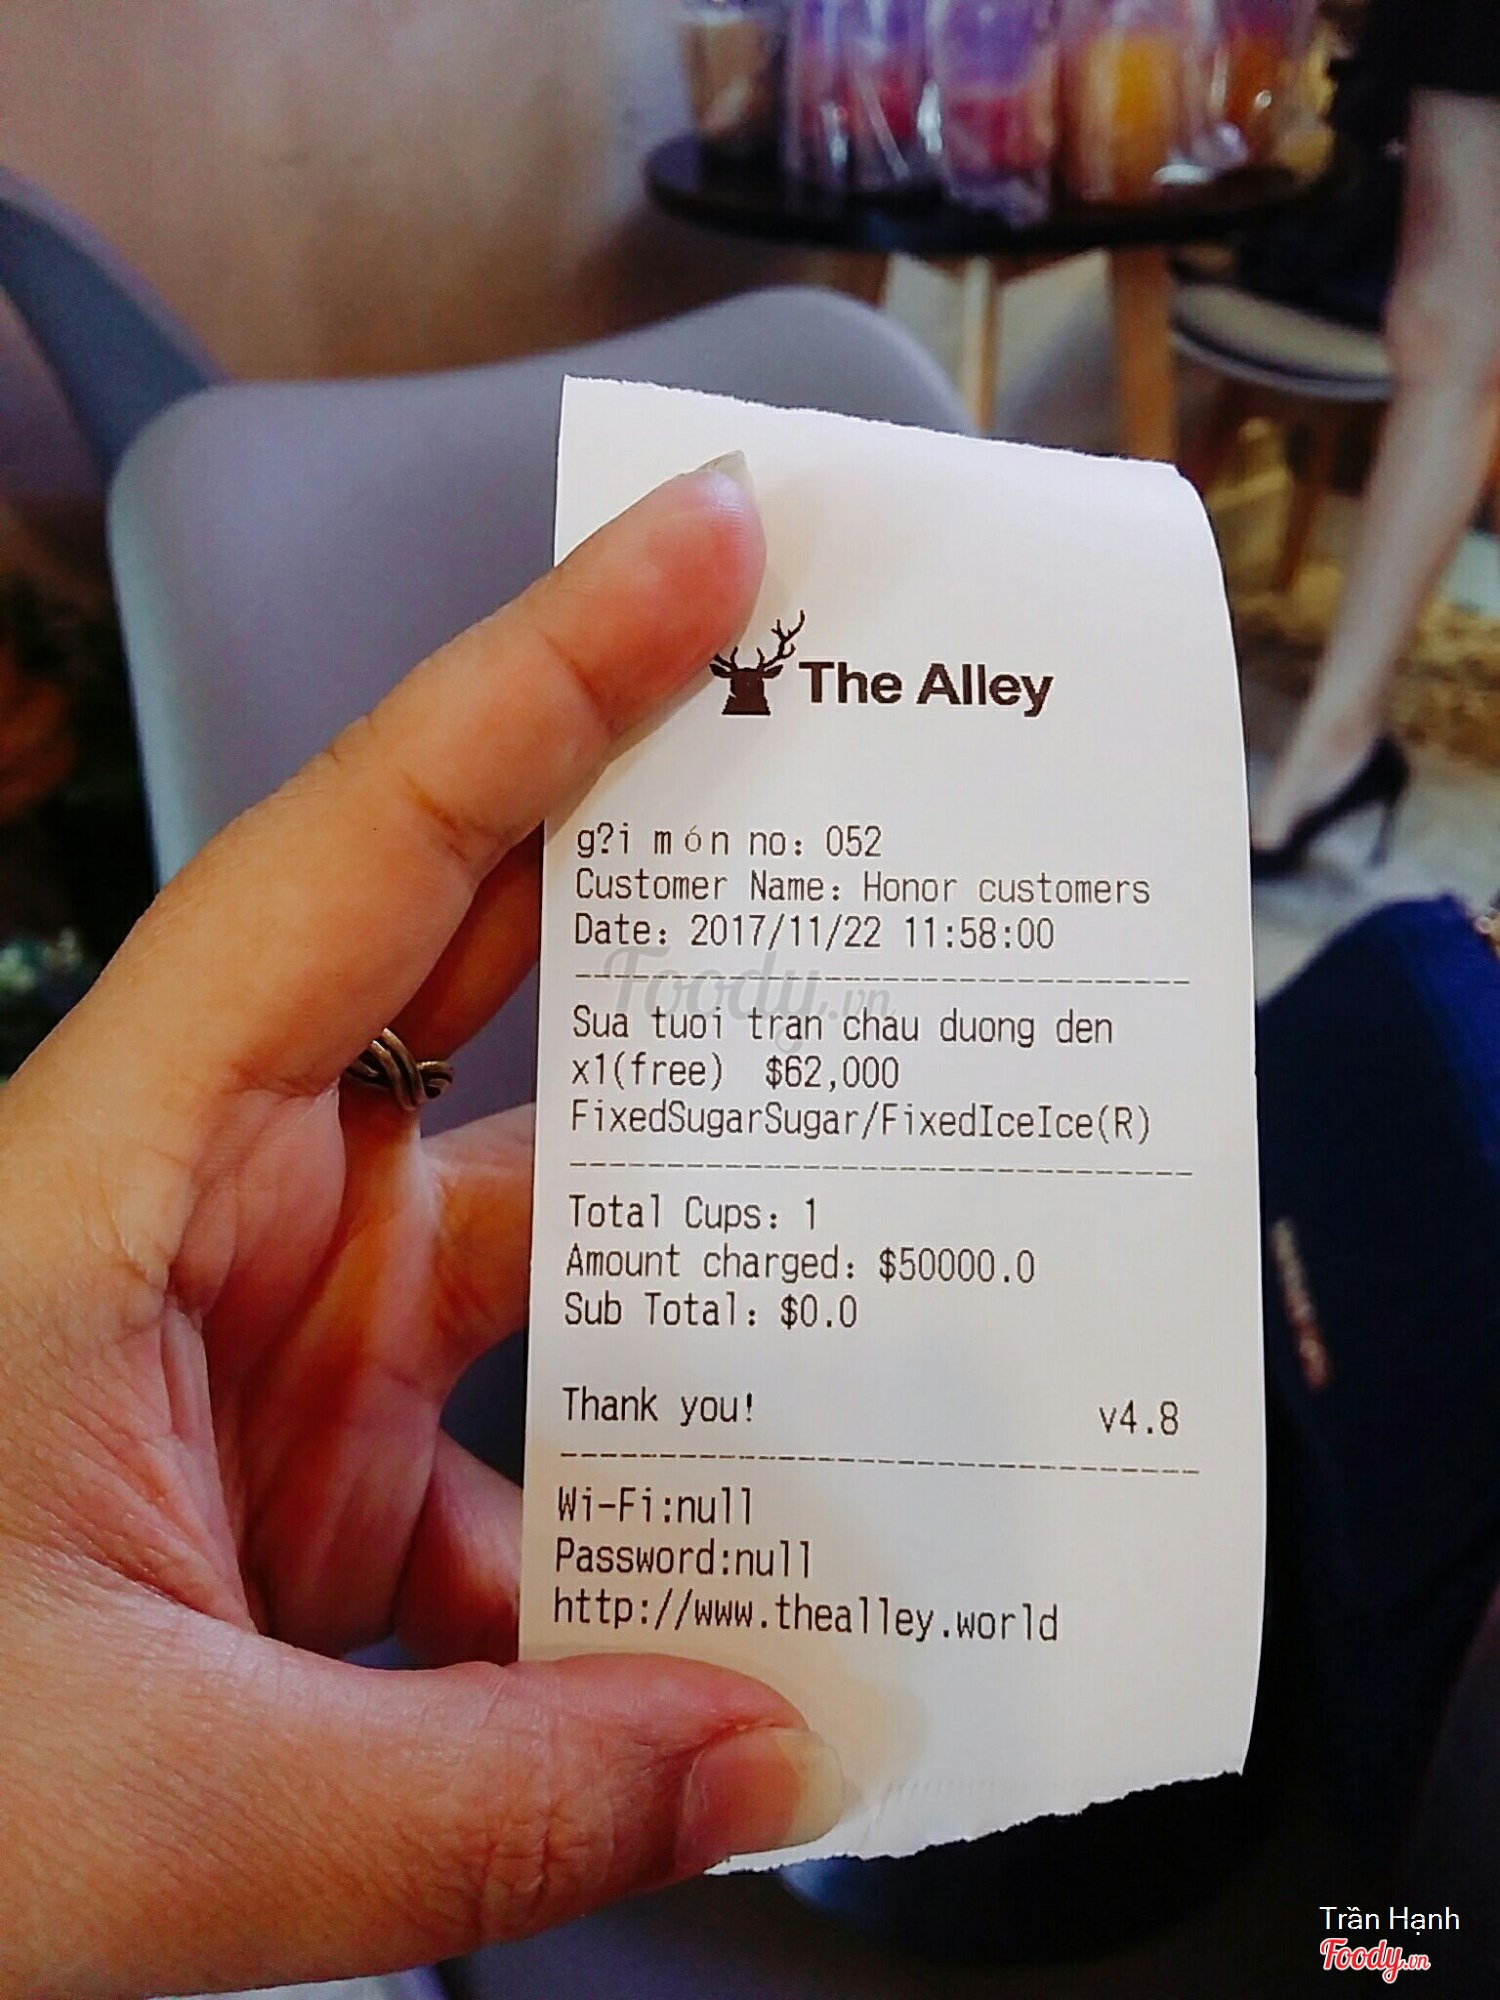 The Alley
g?i món no: 052
Customer Name: Honor customers
Date: 2017/11/22 11:58:00
Foody.vn
Sua tuoi tran chau duong den
x1(free) $62,000
FixedSugarSugar/FixedIceIce(R)
Total Cups: 1
Amount charged: $50000.0
Sub Total: $0.0
Thank you! v4.8
Wi-Fi:null
Password:null
http://www.thealley.world
Trần Hạnh
Foody.vn